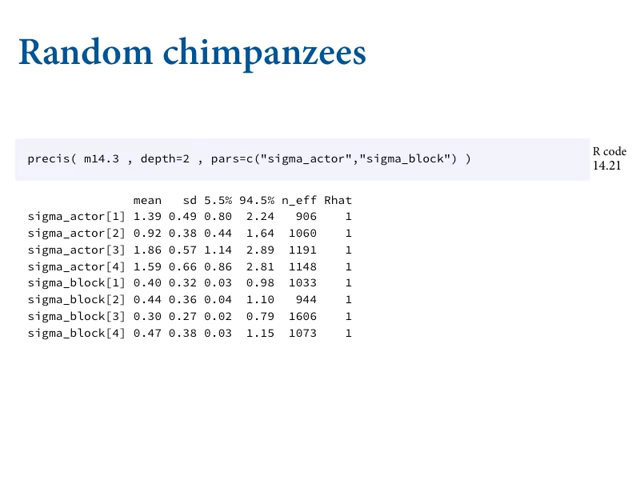 Random chimpanzees
precis( m14.3 , depth=2 , pars=c("sigma_actor","sigma_block") )
R code
14.21
mean sd 5.5% 94.5% n_eff Rhat
sigma_actor[1] 1.39 0.49 0.80 2.24 906 1
sigma_actor[2] 0.92 0.38 0.44 1.64 1060 1
sigma_actor[3] 1.86 0.57 1.14 2.89 1191 1
sigma_actor[4] 1.59 0.66 0.86 2.81 1148 1
sigma_block[1] 0.40 0.32 0.03 0.98 1033 1
sigma_block[2] 0.44 0.36 0.04 1.10 944 1
sigma_block[3] 0.30 0.27 0.02 0.79 1606 1
sigma_block[4] 0.47 0.38 0.03 1.15 1073 1